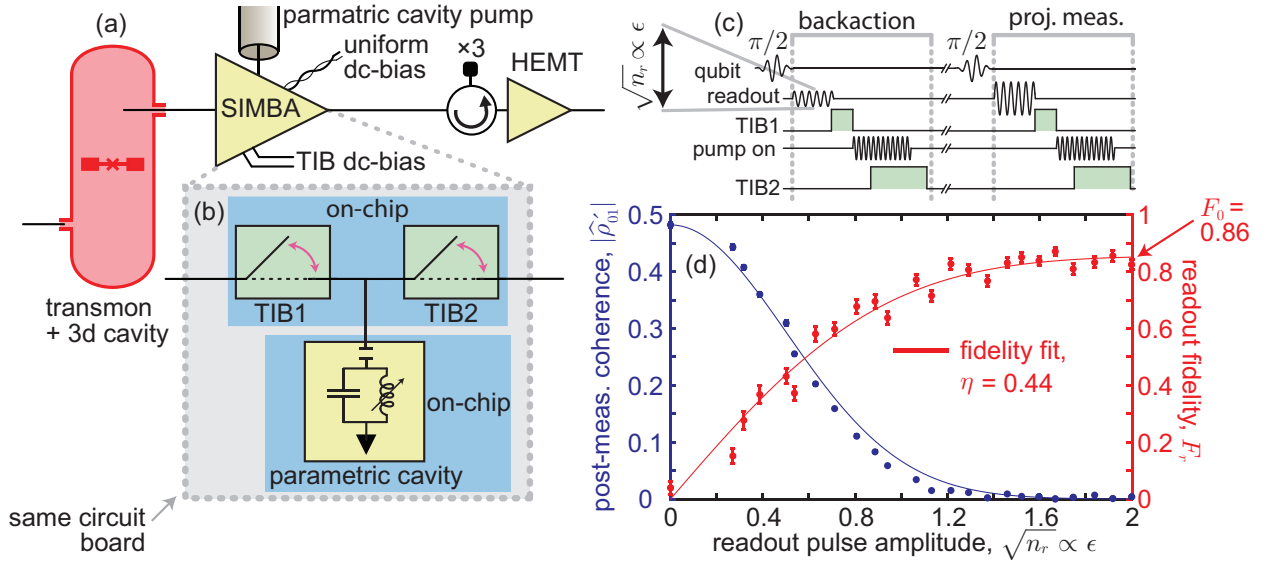 (a)
parmatric cavity pump
uniform
dc-bias
SIMBA
×3
HEMT
TIB dc-bias
transmon
+ 3d cavity
(b)
on-chip
TIB1
TIB2
on-chip
parametric cavity
same circuit
board
(c)
backaction
proj. meas.
√n_r ∝ ϵ
π/2
π/2
qubit
readout
TIB1
pump on
TIB2
(d)
post-meas. coherence, |ρ̂′₀₁|
0.5
0.4
0.3
0.2
0.1
0
0
0.4
0.8
1.2
1.6
2
readout pulse amplitude, √n_r ∝ ϵ
1
0.8
0.6
0.4
0.2
0
readout fidelity, F_r
F₀ =
0.86
fidelity fit,
η = 0.44